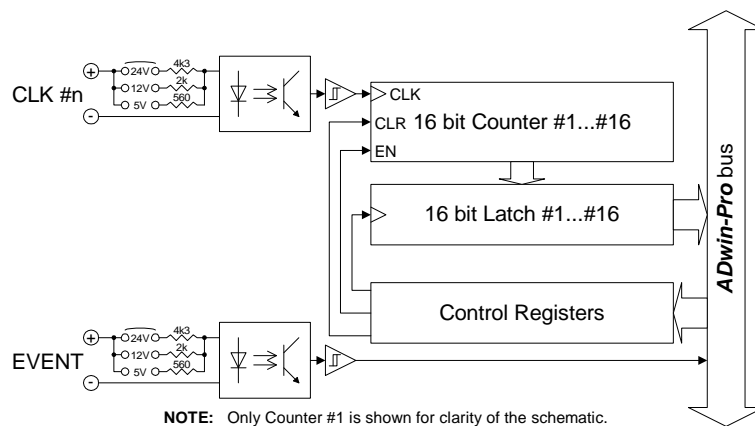 24V
4k3
12V
2k
5V
560
+
-
CLK #n
CLK
CLR
EN
16 bit Counter #1...#16
16 bit Latch #1...#16
Control Registers
ADwin-Pro bus
24V
4k3
12V
2k
5V
560
+
-
EVENT
NOTE: Only Counter #1 is shown for clarity of the schematic.